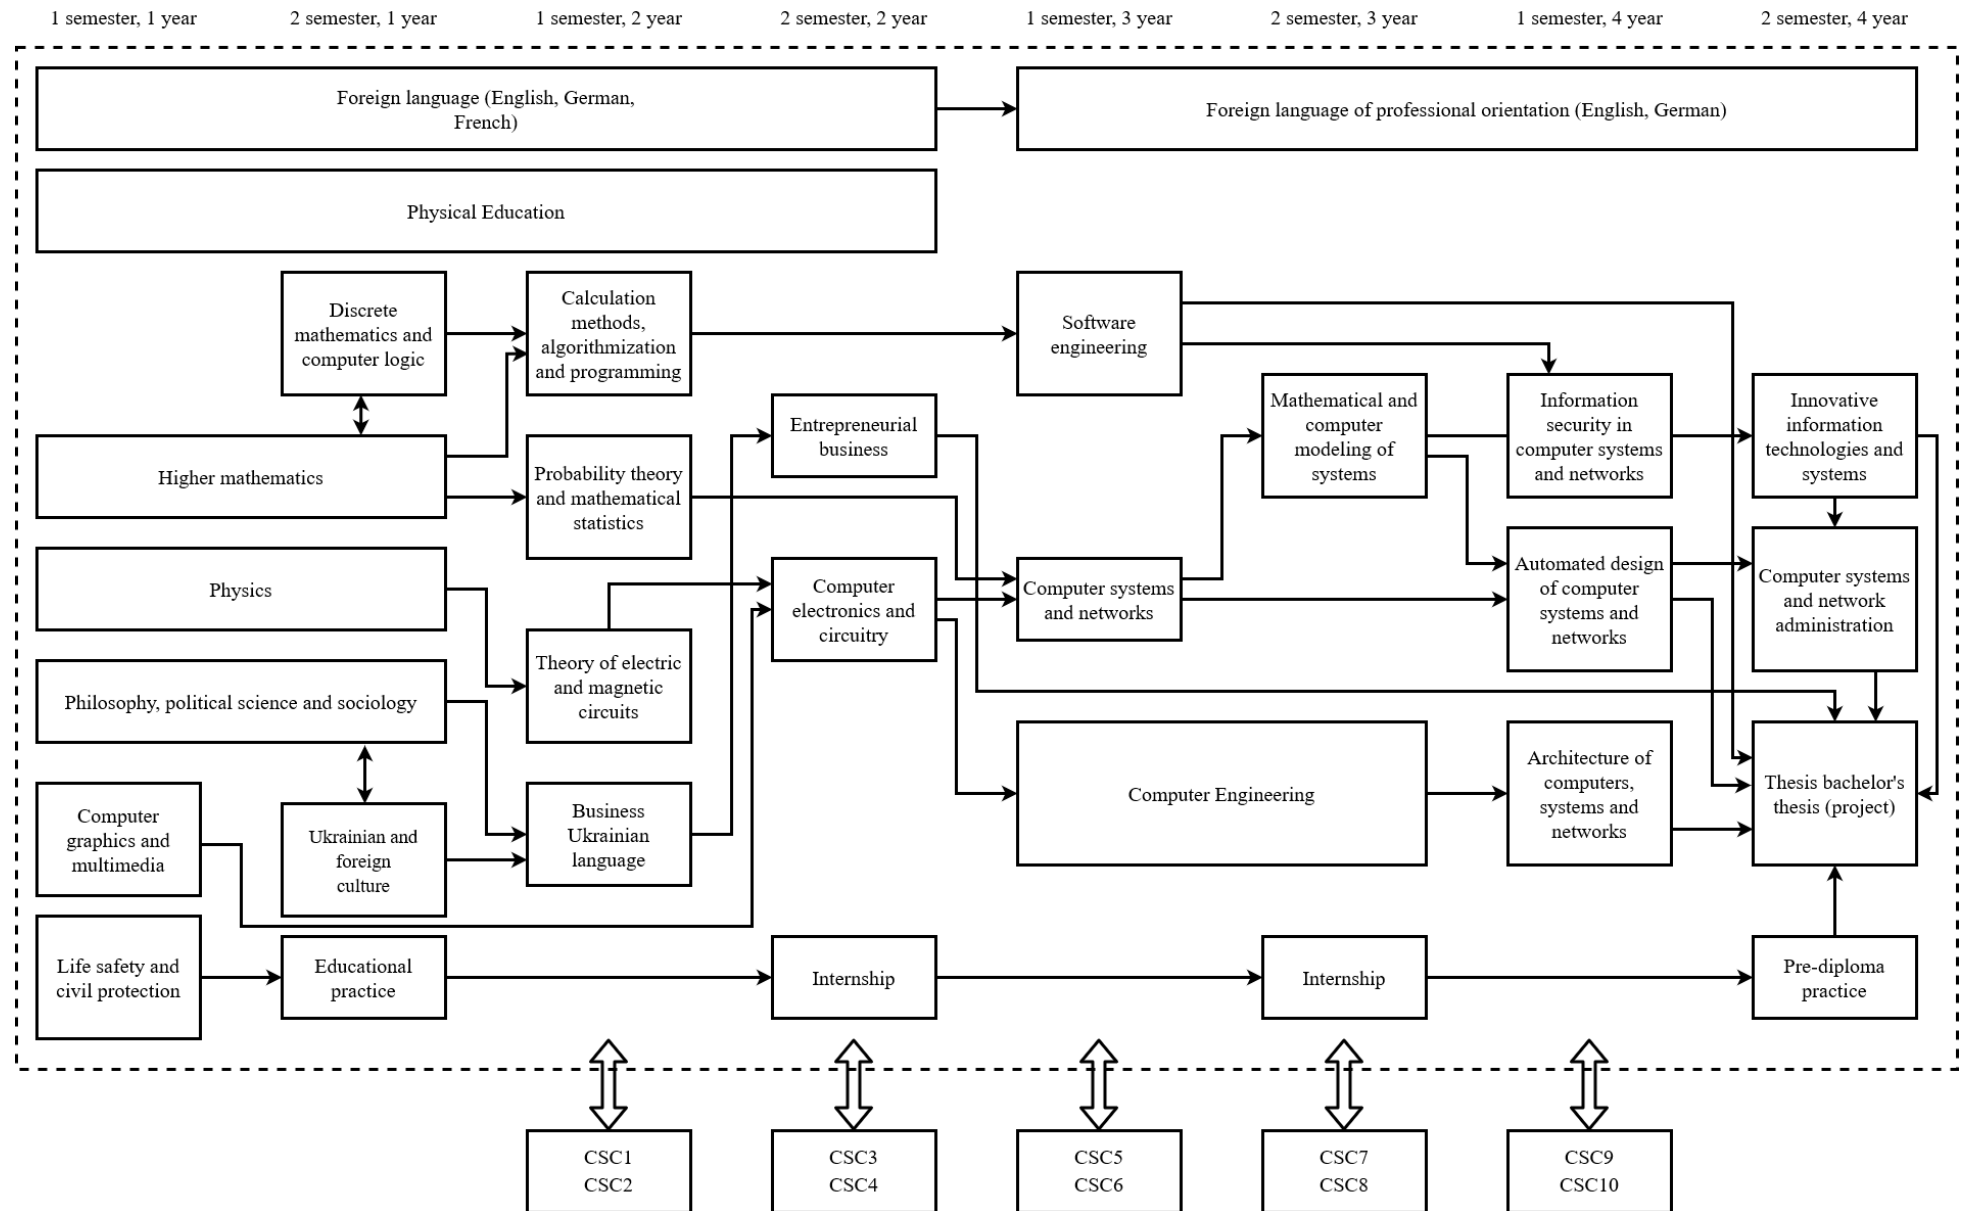 1 semester, 1 year
2 semester, 1 year
1 semester, 2 year
2 semester, 2 year
1 semester, 3 year
2 semester, 3 year
1 semester, 4 year
2 semester, 4 year
Foreign language (English, German,
French)
Foreign language of professional orientation (English, German)
Physical Education
Discrete
mathematics and
computer logic
Calculation
methods,
algorithmization
and programming
Software
engineering
Entrepreneurial
business
Mathematical and
computer
modeling of
systems
Information
security in
computer systems
and networks
Innovative
information
technologies and
systems
Higher mathematics
Probability theory
and mathematical
statistics
Physics
Computer
electronics and
circuitry
Computer systems
and networks
Automated design
of computer
systems and
networks
Computer systems
and network
administration
Theory of electric
and magnetic
circuits
Philosophy, political science and sociology
Computer
graphics and
multimedia
Ukrainian and
foreign
culture
Business
Ukrainian
language
Computer Engineering
Architecture of
computers,
systems and
networks
Thesis bachelor's
thesis (project)
Life safety and
civil protection
Educational
practice
Internship
Internship
Pre-diploma
practice
CSC1
CSC2
CSC3
CSC4
CSC5
CSC6
CSC7
CSC8
CSC9
CSC10